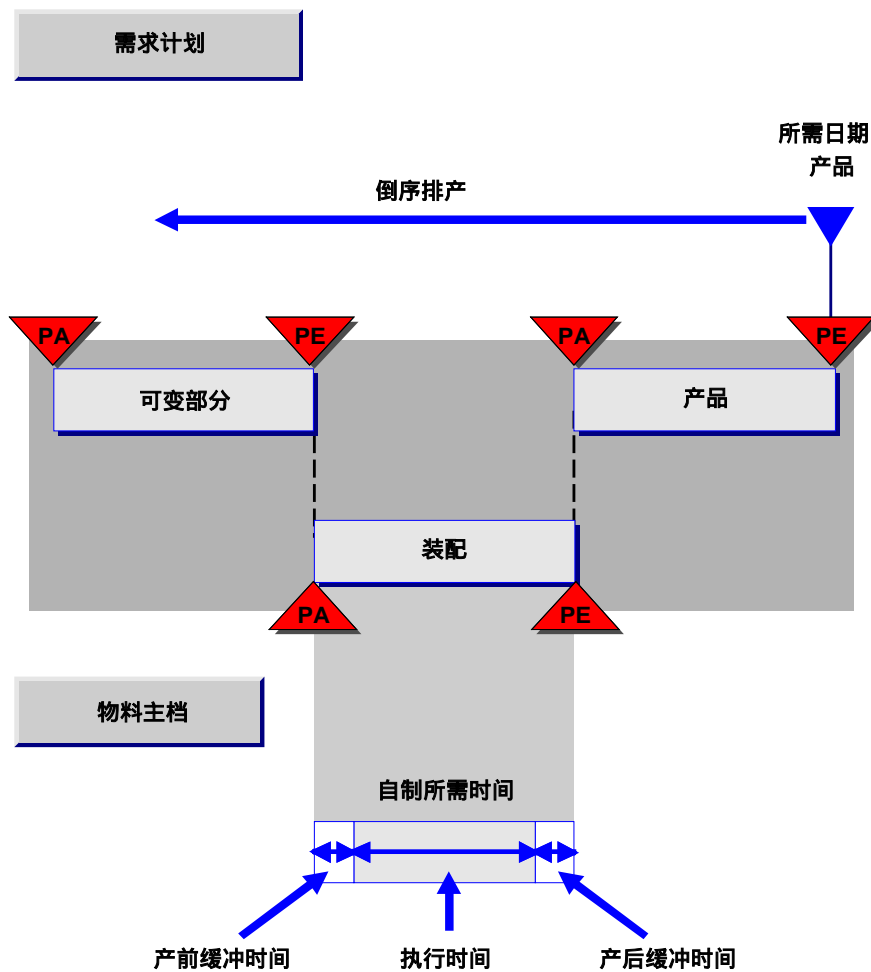 需求计划
所需日期
产品
倒序排产
PA
PE
PA
PE
可变部分
产品
装配
PA
PE
物料主档
自制所需时间
产前缓冲时间
执行时间
产后缓冲时间